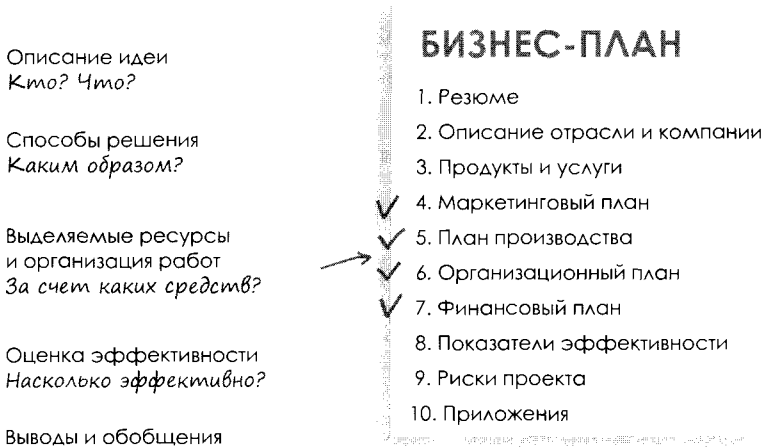 Описание идеи
Кто? Что?
Способы решения
Каким образом?
Выделяемые ресурсы
и организация работ
За счет каких средств?
Оценка эффективности
Насколько эффективно?
Выводы и обобщения
БИЗНЕС-ПЛАН
1. Резюме
2. Описание отрасли и компании
3. Продукты и услуги
4. Маркетинговый план
5. План производства
6. Организационный план
7. Финансовый план
8. Показатели эффективности
9. Риски проекта
10. Приложения